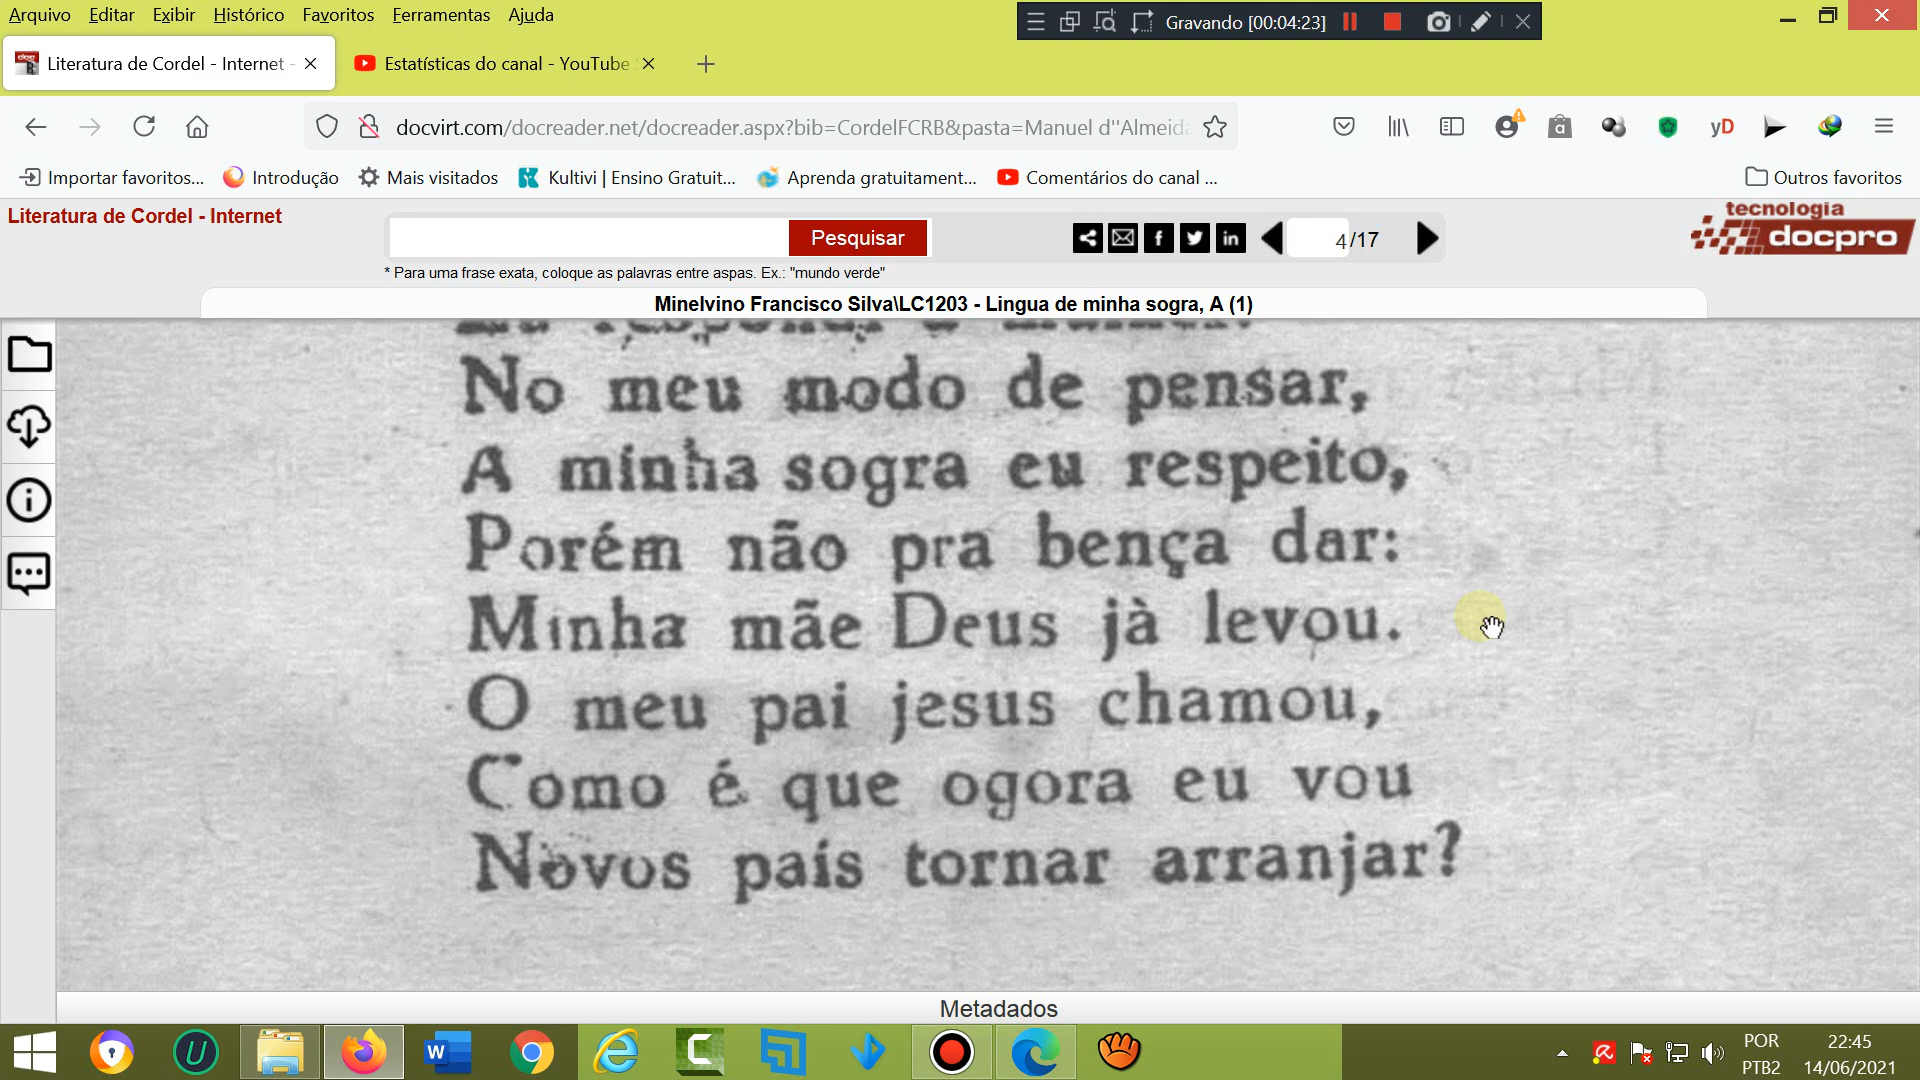 Arquivo Editar Exibir Histórico Favoritos Ferramentas Ajuda
Gravando [00:04:23]
Literatura de Cordel - Internet -
Estatísticas do canal - YouTube
docvirt.com/docreader.net/docreader.aspx?bib=CordelFCRB&pasta=Manuel d''Almeida
Importar favoritos... Introdução Mais visitados Kultivi | Ensino Gratuit... Aprenda gratuitament... Comentários do canal ... Outros favoritos
Literatura de Cordel - Internet
Pesquisar
4 /17
tecnologia
docpro
* Para uma frase exata, coloque as palavras entre aspas. Ex.: "mundo verde"
Minelvino Francisco Silva\LC1203 - Lingua de minha sogra, A (1)
No meu modo de pensar,
A minha sogra eu respeito,
Porém não pra bença dar:
Minha mãe Deus jà levou.
O meu pai jesus chamou,
Como é que ogora eu vou
Novos pais tornar arranjar?
Metadados
POR
PTB2
22:45
14/06/2021